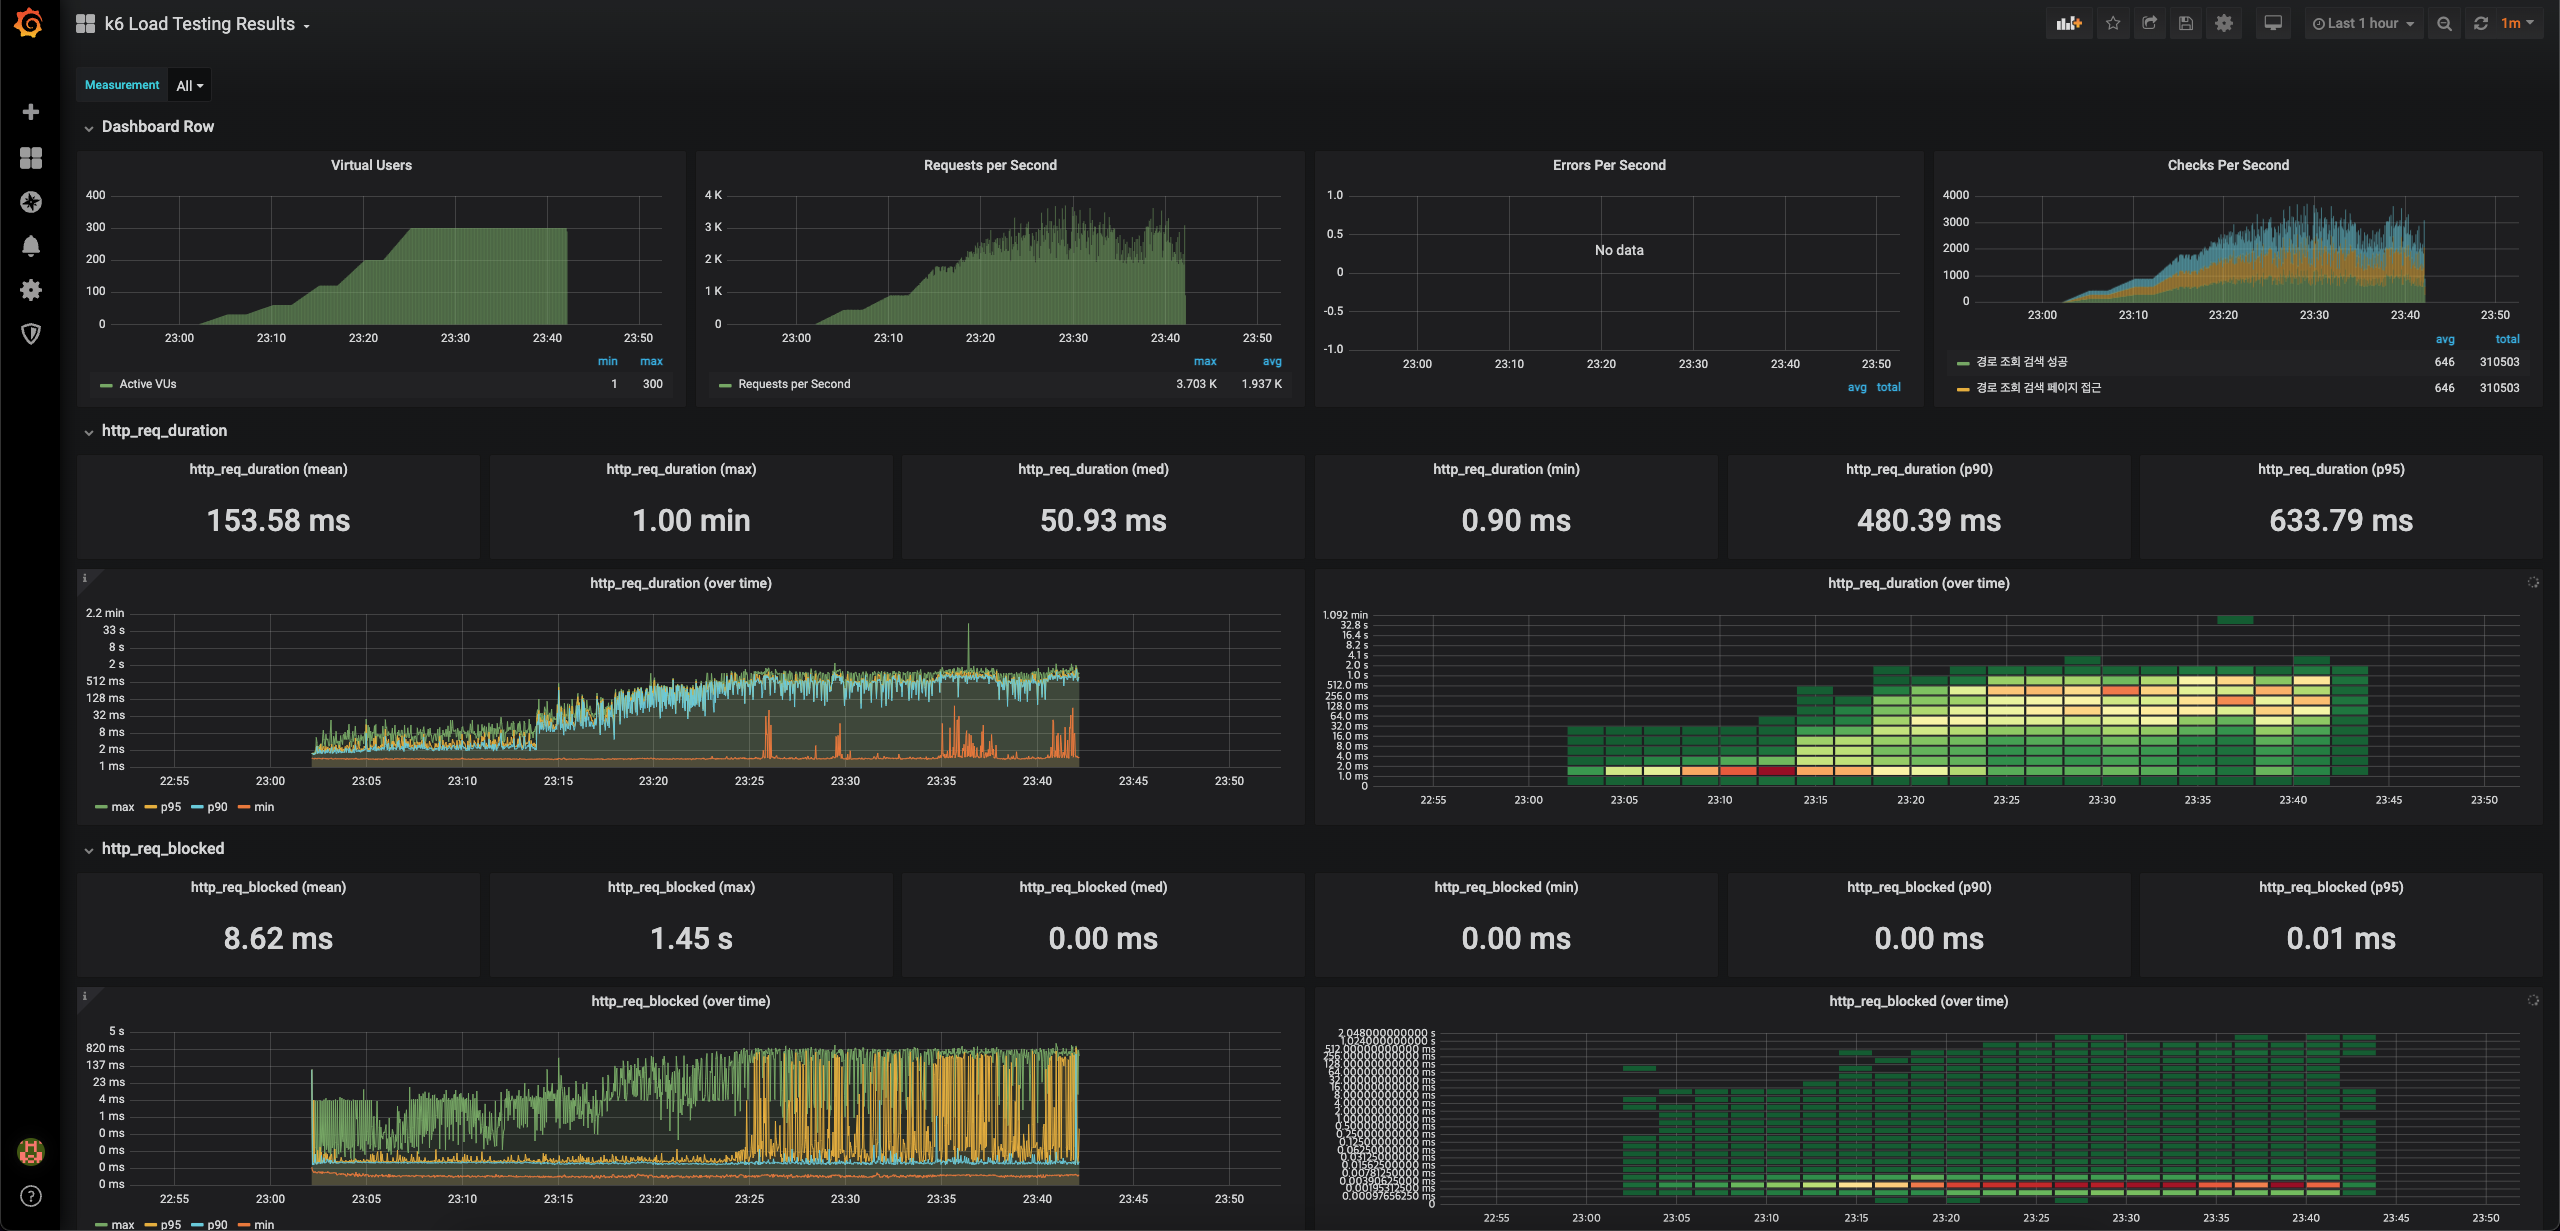 k6 Load Testing Results
Last 1 hour
1m
Measurement
All
Dashboard Row
Virtual Users
400
300
200
100
0
23:00
23:10
23:20
23:30
23:40
23:50
min max
Active VUs 1 300
Requests per Second
4 K
3 K
2 K
1 K
0
23:00
23:10
23:20
23:30
23:40
23:50
max avg
Requests per Second 3.703 K 1.937 K
Errors Per Second
1.0
0.5
0
-0.5
-1.0
No data
23:00
23:10
23:20
23:30
23:40
23:50
avg total
Checks Per Second
4000
3000
2000
1000
0
23:00
23:10
23:20
23:30
23:40
23:50
avg total
경로 조회 검색 성공 646 310503
경로 조회 검색 페이지 접근 646 310503
http_req_duration
http_req_duration (mean)
153.58 ms
http_req_duration (max)
1.00 min
http_req_duration (med)
50.93 ms
http_req_duration (min)
0.90 ms
http_req_duration (p90)
480.39 ms
http_req_duration (p95)
633.79 ms
http_req_duration (over time)
2.2 min
33 s
8 s
2 s
512 ms
128 ms
32 ms
8 ms
2 ms
1 ms
22:55
23:00
23:05
23:10
23:15
23:20
23:25
23:30
23:35
23:40
23:45
23:50
max p95 p90 min
http_req_duration (over time)
1.092 min
32.8 s
16.4 s
8.2 s
4.1 s
2.0 s
1.0 s
512.0 ms
256.0 ms
128.0 ms
64.0 ms
32.0 ms
16.0 ms
8.0 ms
4.0 ms
2.0 ms
1.0 ms
0
22:55
23:00
23:05
23:10
23:15
23:20
23:25
23:30
23:35
23:40
23:45
23:50
http_req_blocked
http_req_blocked (mean)
8.62 ms
http_req_blocked (max)
1.45 s
http_req_blocked (med)
0.00 ms
http_req_blocked (min)
0.00 ms
http_req_blocked (p90)
0.00 ms
http_req_blocked (p95)
0.01 ms
http_req_blocked (over time)
5 s
820 ms
137 ms
23 ms
4 ms
1 ms
0 ms
0 ms
0 ms
0 ms
22:55
23:00
23:05
23:10
23:15
23:20
23:25
23:30
23:35
23:40
23:45
23:50
max p95 p90 min
http_req_blocked (over time)
0
22:55
23:00
23:05
23:10
23:15
23:20
23:25
23:30
23:35
23:40
23:45
23:50